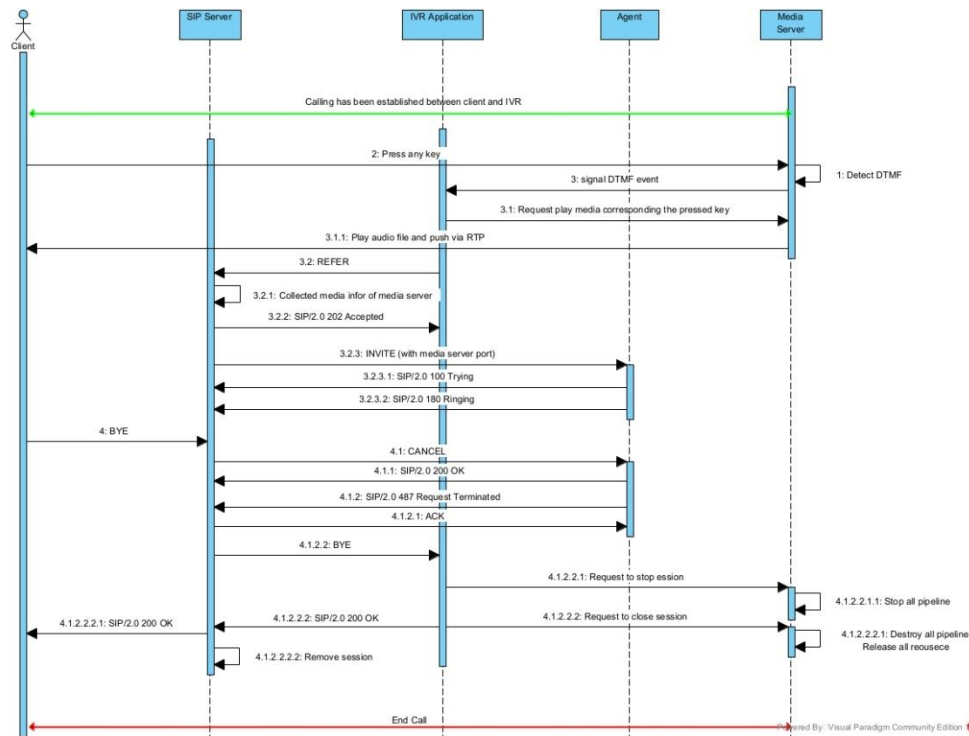 SIP Server
IVR Application
Agent
Media
Server
Client
Calling has been established between client and IVR
2: Press any key
1: Detect DTMF
3: signal DTMF event
3.1: Request play media corresponding the pressed key
3.1.1: Play audio file and push via RTP
3.2: REFER
3.2.1: Collected media infor of media server
3.2.2: SIP/2.0 202 Accepted
3.2.3: INVITE (with media server port)
3.2.3.1: SIP/2.0 100 Trying
3.2.3.2: SIP/2.0 180 Ringing
4: BYE
4.1: CANCEL
4.1.1: SIP/2.0 200 OK
4.1.2: SIP/2.0 487 Request Terminated
4.1.2.1: ACK
4.1.2.2: BYE
4.1.2.2.1: Request to stop ession
4.1.2.2.1.1: Stop all pipeline
4.1.2.2.2.1: SIP/2.0 200 OK
4.1.2.2.2: SIP/2.0 200 OK
4.1.2.2.2: Request to close session
4.1.2.2.2.1: Destroy all pipeline
Release all reousece
4.1.2.2.2.2: Remove session
End Call
Powered By: Visual Paradigm Community Edition